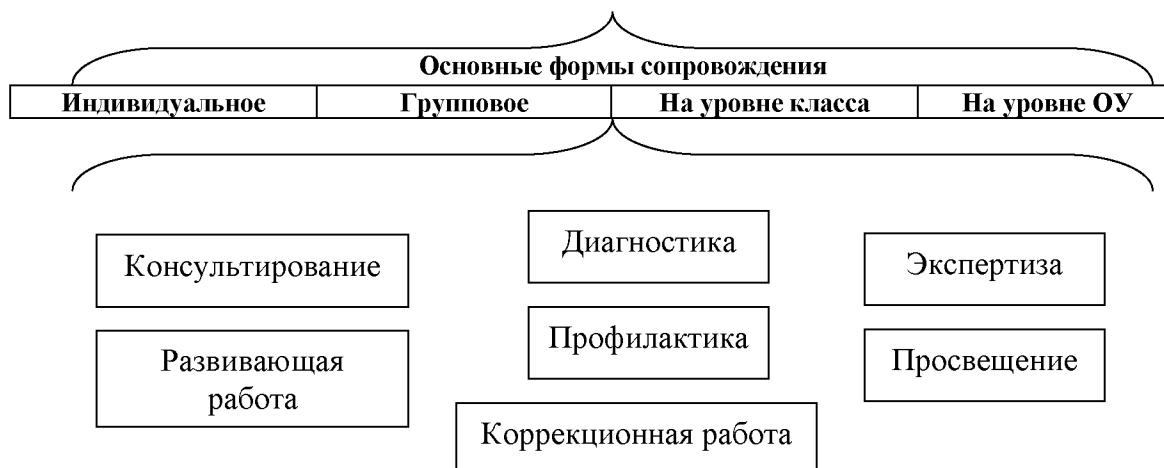 Основные формы сопровождения
Индивидуальное Групповое На уровне класса На уровне ОУ
Консультирование
Диагностика
Экспертиза
Развивающая
работа
Профилактика
Просвещение
Коррекционная работа